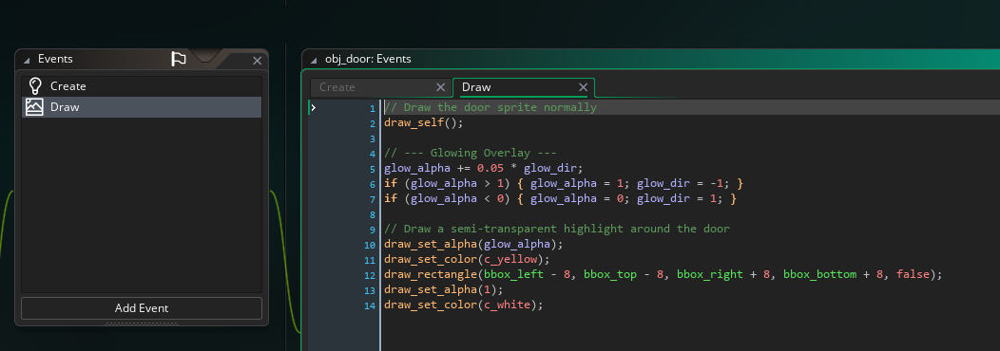 Events
Create
Draw
Add Event
obj_door: Events
Create
Draw
1 // Draw the door sprite normally
2 draw_self();
3
4 // --- Glowing Overlay ---
5 glow_alpha += 0.05 * glow_dir;
6 if (glow_alpha > 1) { glow_alpha = 1; glow_dir = -1; }
7 if (glow_alpha < 0) { glow_alpha = 0; glow_dir = 1; }
8
9 // Draw a semi-transparent highlight around the door
10 draw_set_alpha(glow_alpha);
11 draw_set_color(c_yellow);
12 draw_rectangle(bbox_left - 8, bbox_top - 8, bbox_right + 8, bbox_bottom + 8, false);
13 draw_set_alpha(1);
14 draw_set_color(c_white);